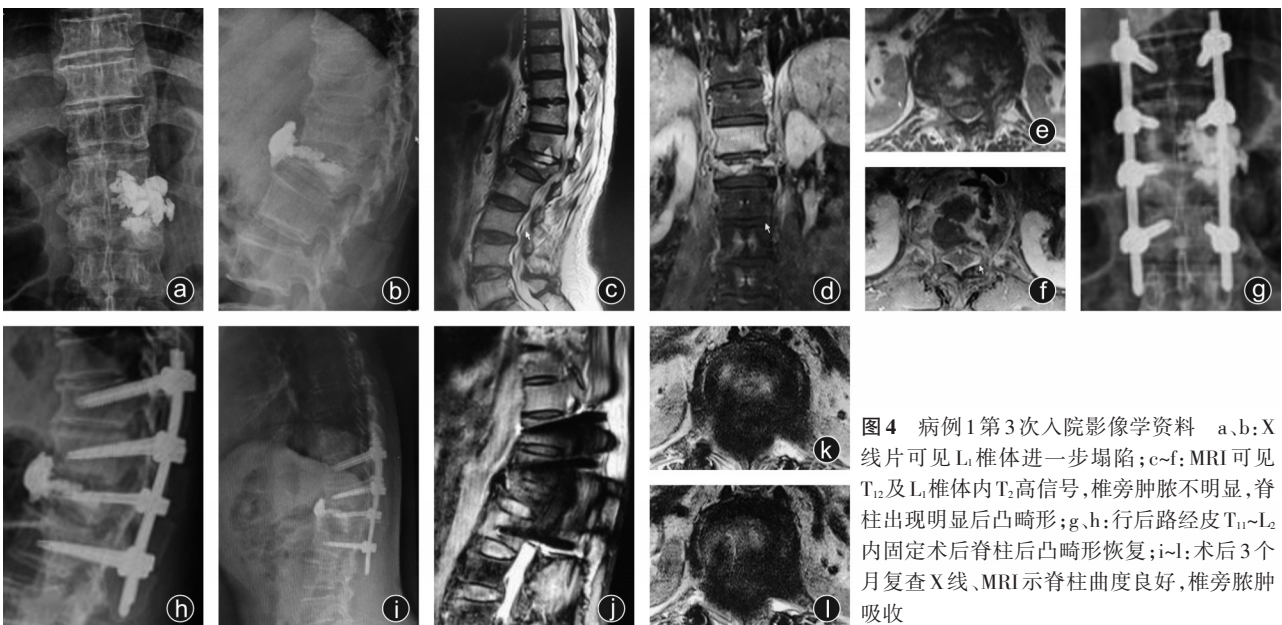 a
b
c
d
e
f
g
h
i
j
k
l
图4 病例1第3次入院影像学资料 a、b:X
线片可见L₁椎体进一步塌陷;c~f:MRI可见
T₁₂及L₁椎体内T₂高信号,椎旁肿脓不明显,脊
柱出现明显后凸畸形;g、h:行后路经皮T₁₁~L₂
内固定术后脊柱后凸畸形恢复;i~l:术后3个
月复查X线、MRI示脊柱曲度良好,椎旁脓肿
吸收